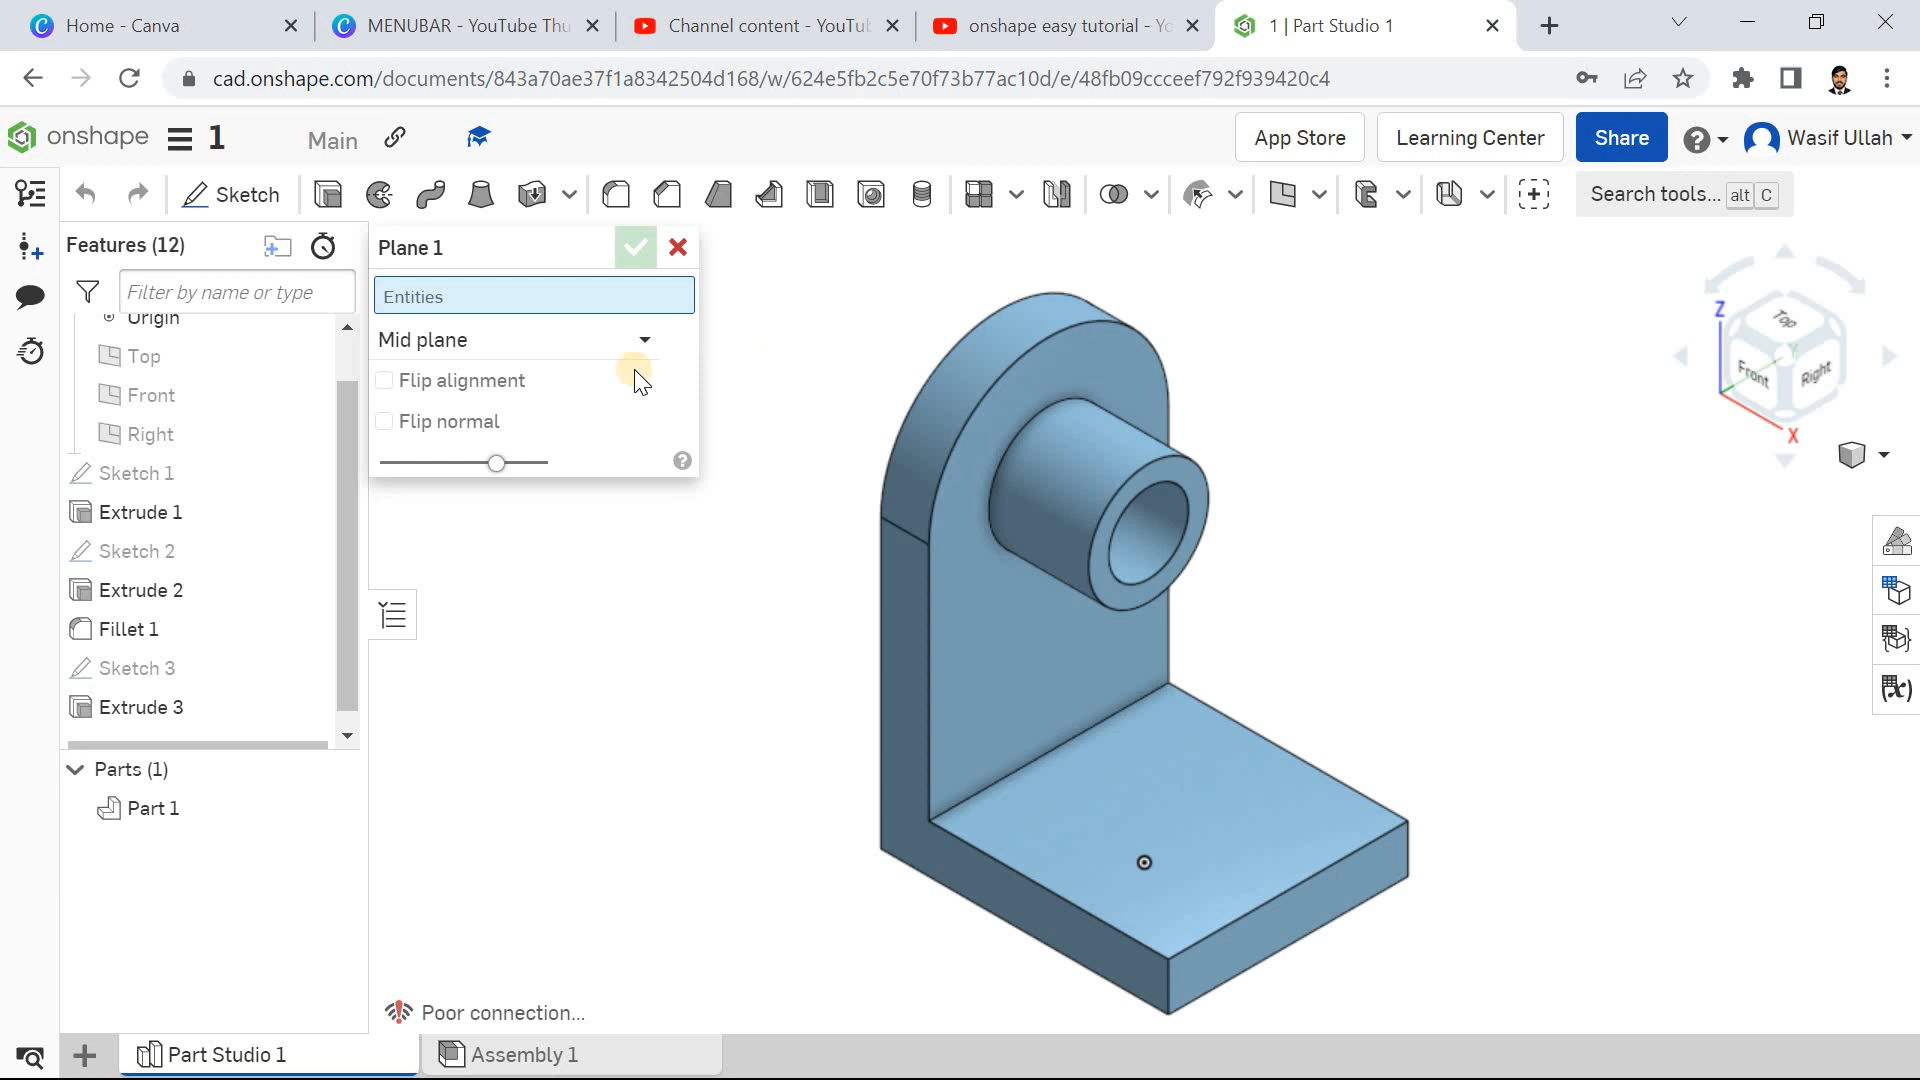 Home - Canva
MENUBAR - YouTube Thu
Channel content - YouTu
onshape easy tutorial - Yo
1 | Part Studio 1
cad.onshape.com/documents/843a70ae37f1a8342504d168/w/624e5fb2c5e70f73b77ac10d/e/48fb09ccceef792f939420c4
onshape
1
Main
App Store
Learning Center
Share
Wasif Ullah
Sketch
Search tools... alt C
Features (12)
Filter by name or type
Origin
Top
Front
Right
Sketch 1
Extrude 1
Sketch 2
Extrude 2
Fillet 1
Sketch 3
Extrude 3
Parts (1)
Part 1
Plane 1
Entities
Mid plane
Flip alignment
Flip normal
Z
Top
Front
Right
Y
X
Poor connection...
Part Studio 1
Assembly 1